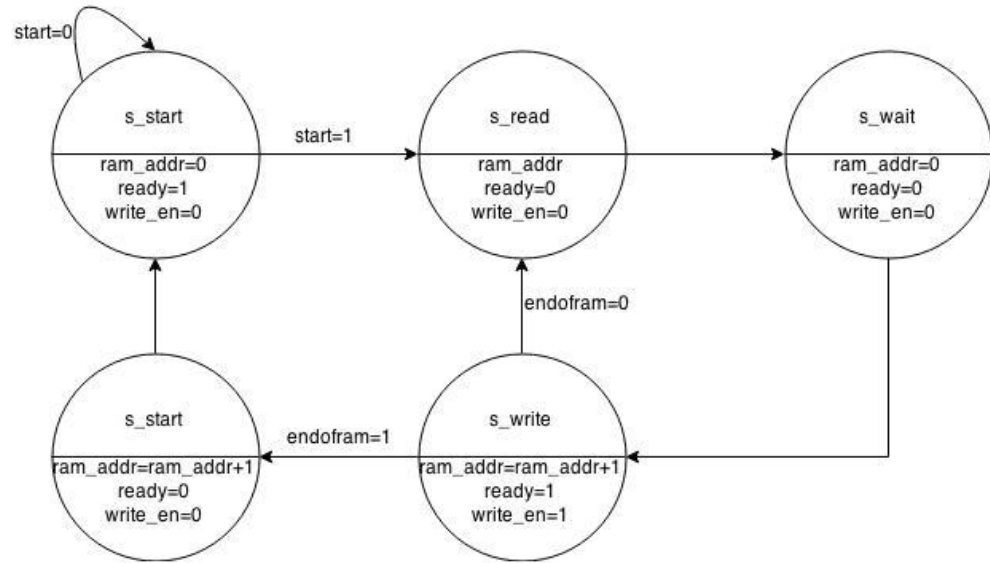 start=0
s_start
ram_addr=0
ready=1
write_en=0
start=1
s_read
ram_addr
ready=0
write_en=0
s_wait
ram_addr=0
ready=0
write_en=0
endofram=0
s_start
ram_addr=ram_addr+1
ready=0
write_en=0
endofram=1
s_write
ram_addr=ram_addr+1
ready=1
write_en=1